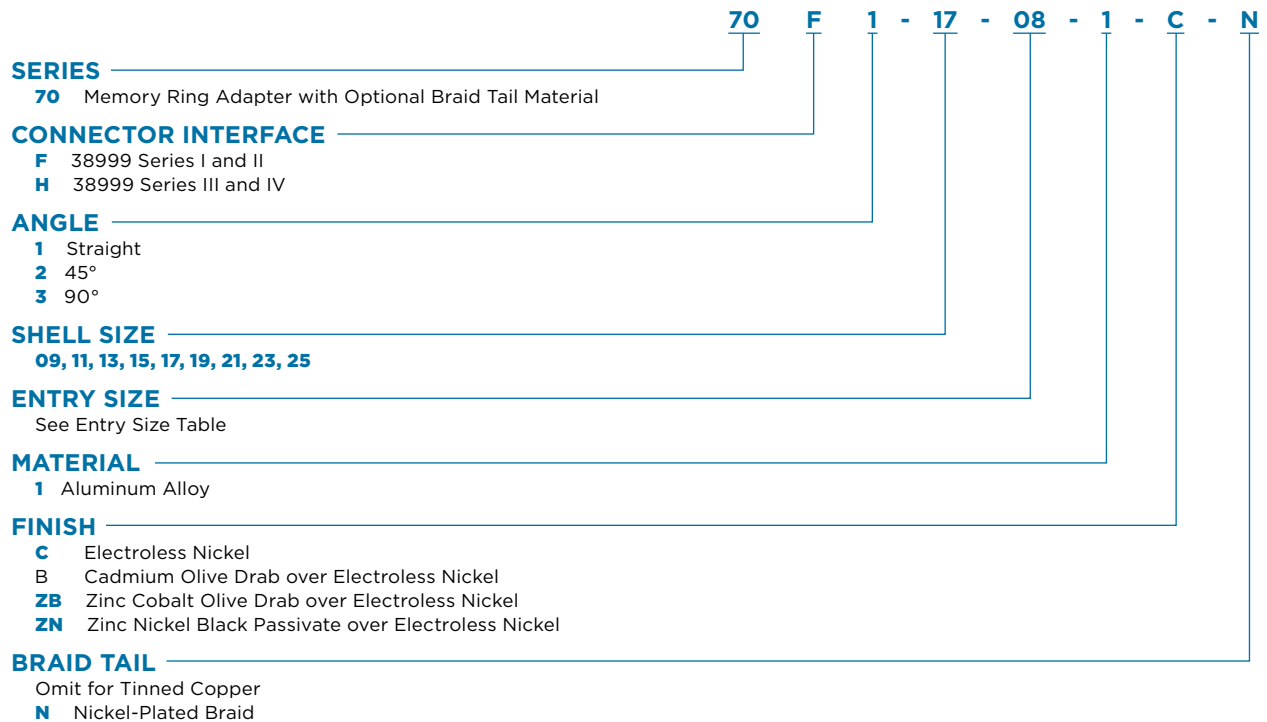 70 F 1 - 17 - 08 - 1 - C - N
SERIES
70 Memory Ring Adapter with Optional Braid Tail Material
CONNECTOR INTERFACE
F 38999 Series I and II
H 38999 Series III and IV
ANGLE
1 Straight
2 45°
3 90°
SHELL SIZE
09, 11, 13, 15, 17, 19, 21, 23, 25
ENTRY SIZE
See Entry Size Table
MATERIAL
1 Aluminum Alloy
FINISH
C Electroless Nickel
B Cadmium Olive Drab over Electroless Nickel
ZB Zinc Cobalt Olive Drab over Electroless Nickel
ZN Zinc Nickel Black Passivate over Electroless Nickel
BRAID TAIL
Omit for Tinned Copper
N Nickel-Plated Braid